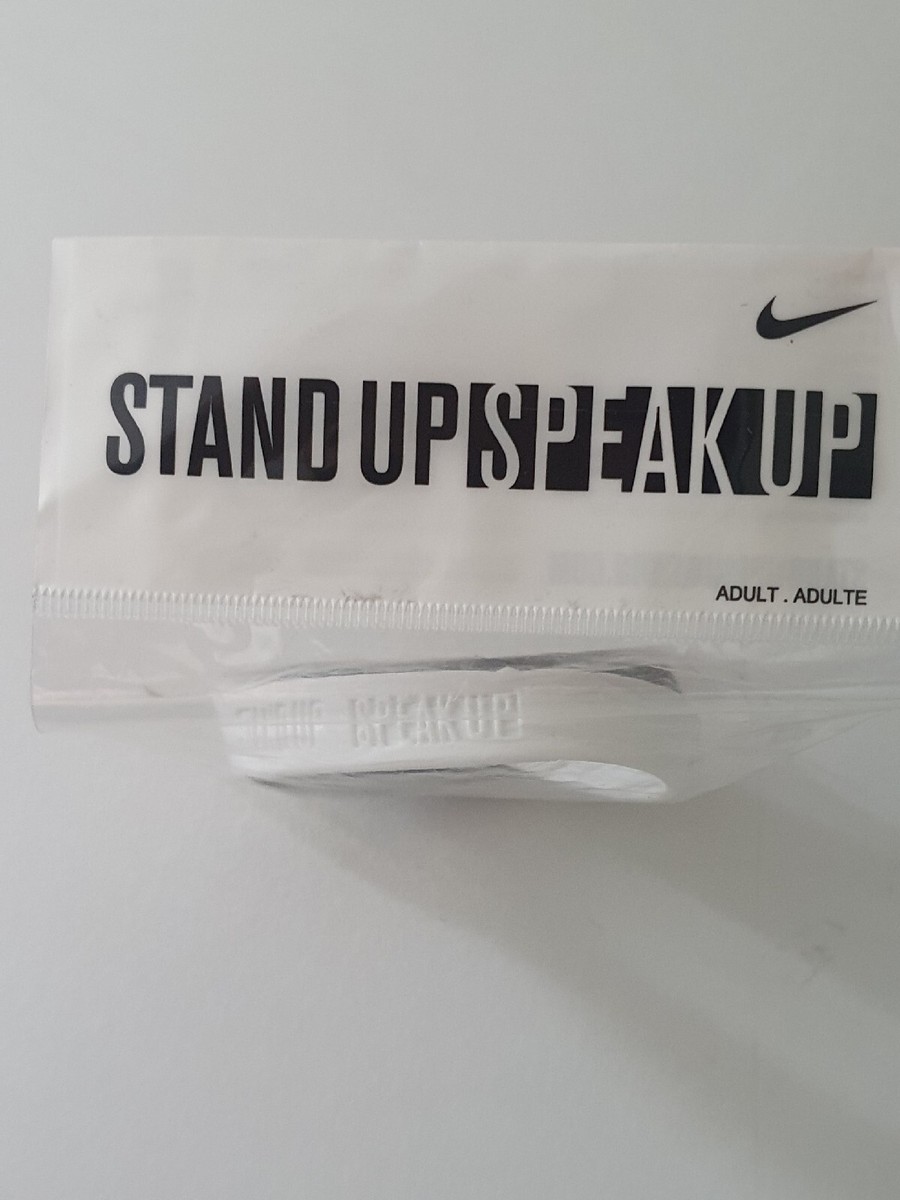 STAND UP SPEAK UP
ADULT . ADULTE
SPEAK UP